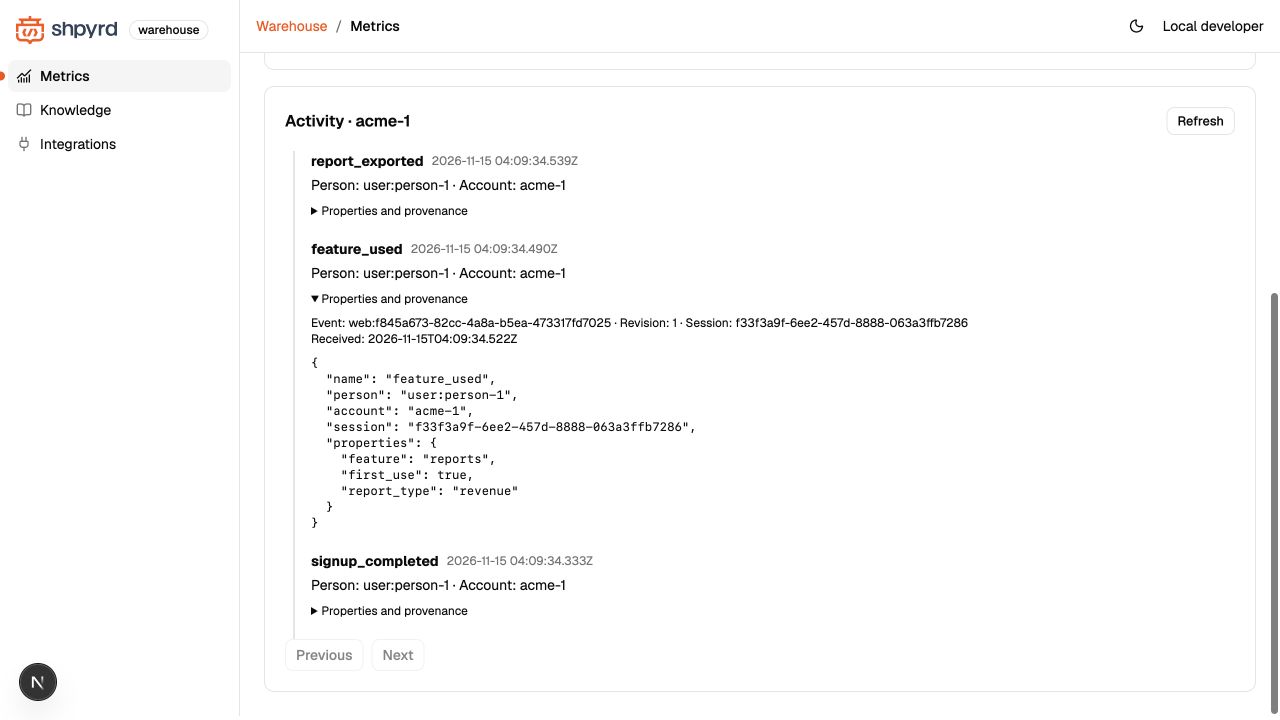 shpyrd
warehouse
Warehouse / Metrics
Local developer
Metrics
Knowledge
Integrations
Activity · acme-1
Refresh
report_exported 2026-11-15 04:09:34.539Z
Person: user:person-1 · Account: acme-1
Properties and provenance
feature_used 2026-11-15 04:09:34.490Z
Person: user:person-1 · Account: acme-1
Properties and provenance
Event: web:f845a673-82cc-4a8a-b5ea-473317fd7025 · Revision: 1 · Session: f33f3a9f-6ee2-457d-8888-063a3ffb7286
Received: 2026-11-15T04:09:34.522Z
{
  "name": "feature_used",
  "person": "user:person-1",
  "account": "acme-1",
  "session": "f33f3a9f-6ee2-457d-8888-063a3ffb7286",
  "properties": {
    "feature": "reports",
    "first_use": true,
    "report_type": "revenue"
  }
}
signup_completed 2026-11-15 04:09:34.333Z
Person: user:person-1 · Account: acme-1
Properties and provenance
Previous
Next
N